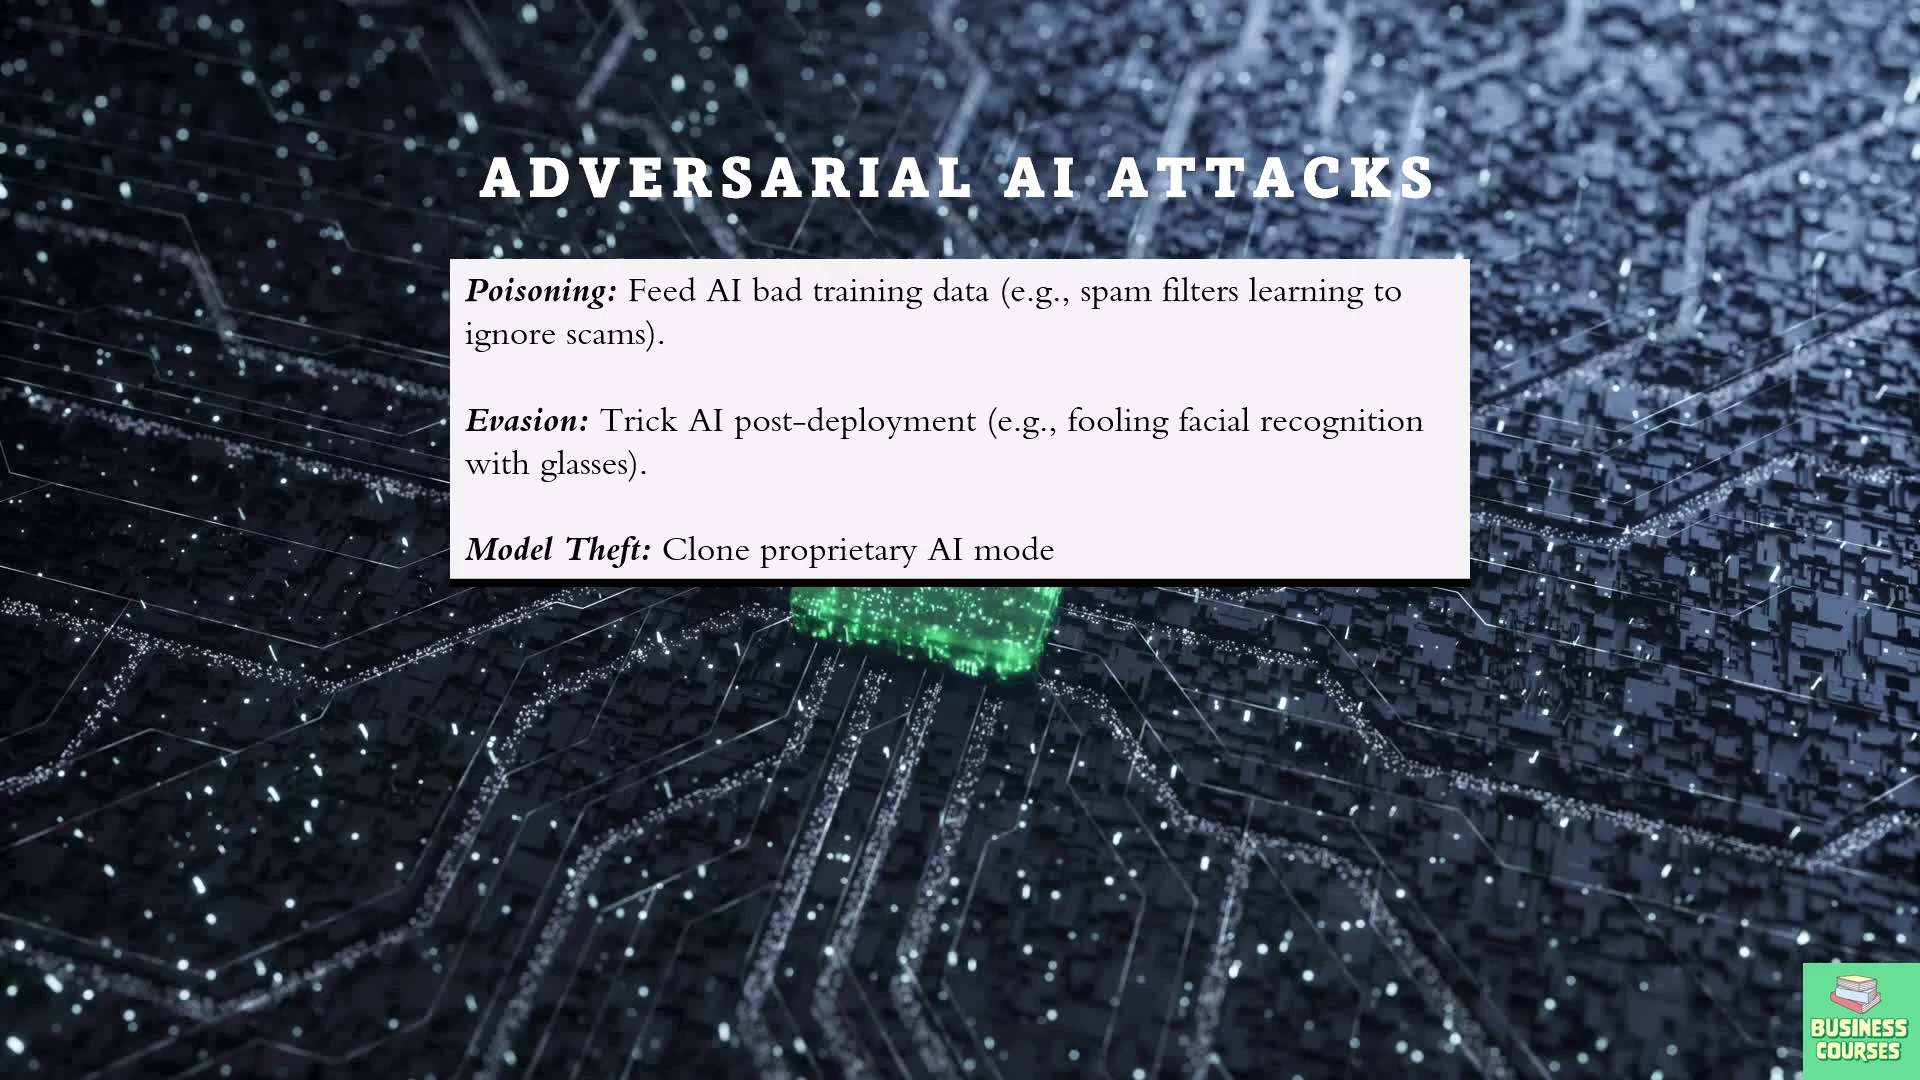 ADVERSARIAL AI ATTACKS
Poisoning: Feed AI bad training data (e.g., spam filters learning to
ignore scams).
Evasion: Trick AI post-deployment (e.g., fooling facial recognition
with glasses).
Model Theft: Clone proprietary AI mode
BUSINESS
COURSES